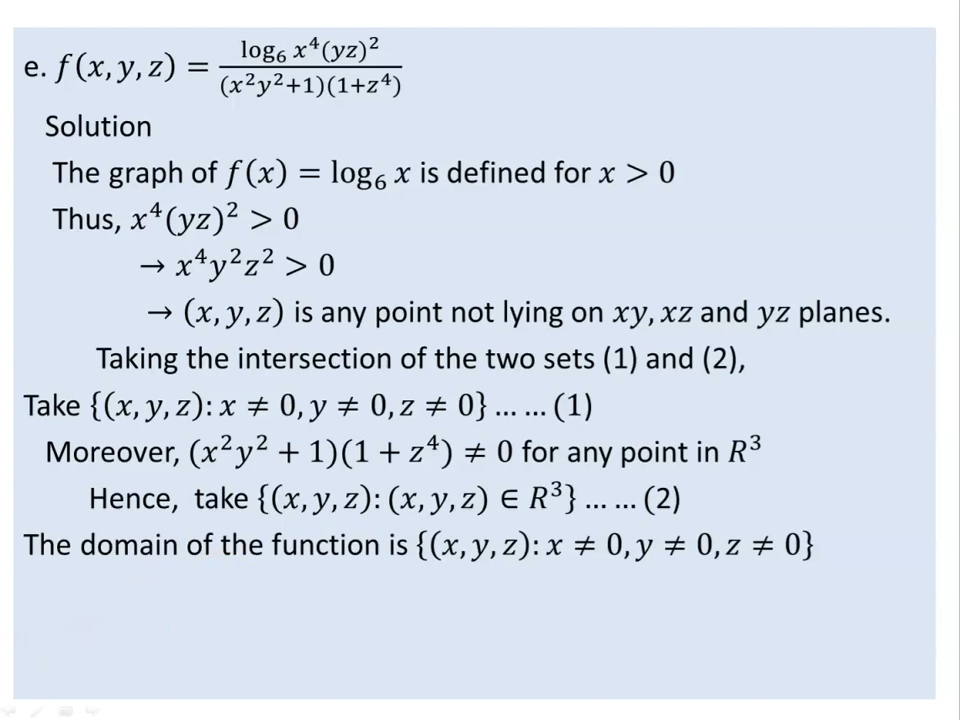 e. f(x, y, z) = log₆ x⁴(yz)² / (x²y²+1)(1+z⁴)
Solution
The graph of f(x) = log₆ x is defined for x > 0
Thus, x⁴(yz)² > 0
→ x⁴y²z² > 0
→ (x, y, z) is any point not lying on xy, xz and yz planes.
Taking the intersection of the two sets (1) and (2),
Take {(x, y, z): x ≠ 0, y ≠ 0, z ≠ 0} … … (1)
Moreover, (x²y² + 1)(1 + z⁴) ≠ 0 for any point in R³
Hence, take {(x, y, z): (x, y, z) ∈ R³} … … (2)
The domain of the function is {(x, y, z): x ≠ 0, y ≠ 0, z ≠ 0}